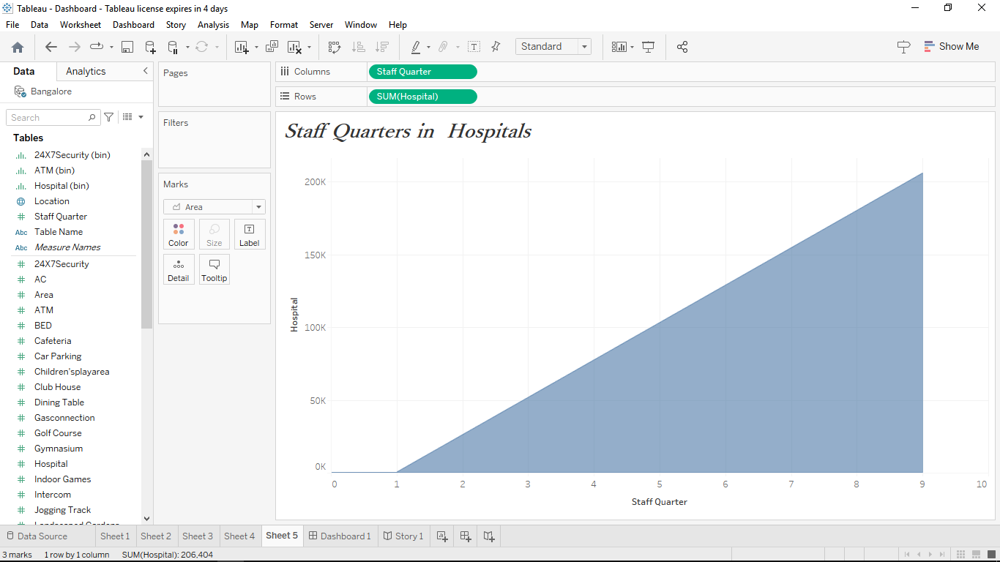 Tableau - Dashboard - Tableau license expires in 4 days
File Data Worksheet Dashboard Story Analysis Map Format Server Window Help
Standard
Show Me
Data Analytics
Bangalore
Search
Tables
24X7Security (bin)
ATM (bin)
Hospital (bin)
Location
Staff Quarter
Abc Table Name
Abc Measure Names
24X7Security
AC
Area
ATM
BED
Cafeteria
Car Parking
Children'splayarea
Club House
Dining Table
Gasconnection
Golf Course
Gymnasium
Hospital
Indoor Games
Intercom
Jogging Track
Pages
Filters
Marks
Area
Color Size Label
Detail Tooltip
Columns Staff Quarter
Rows SUM(Hospital)
Staff Quarters in Hospitals
200K
150K
100K
50K
0K
Hospital
0 1 2 3 4 5 6 7 8 9 10
Staff Quarter
Data Source Sheet 1 Sheet 2 Sheet 3 Sheet 4 Sheet 5 Dashboard 1 Story 1
3 marks 1 row by 1 column SUM(Hospital): 206,404